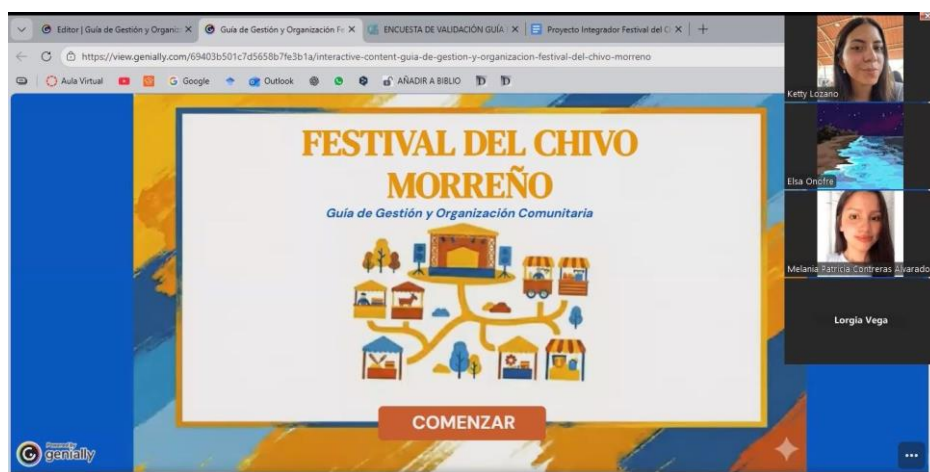 Editor | Guía de Gestión y Organiz
Guía de Gestión y Organización Fe
ENCUESTA DE VALIDACIÓN GUÍA
Proyecto Integrador Festival del C
https://view.genially.com/69403b501c7d5658b7fe3b1a/interactive-content-guia-de-gestion-y-organizacion-festival-del-chivo-morreno
Aula Virtual
Google
Outlook
AÑADIR A BIBLIO
FESTIVAL DEL CHIVO
MORREÑO
Guía de Gestión y Organización Comunitaria
COMENZAR
Powered by
genially
Ketty Lozano
Elsa Onofre
Melania Patricia Contreras Alvarado
Lorgia Vega